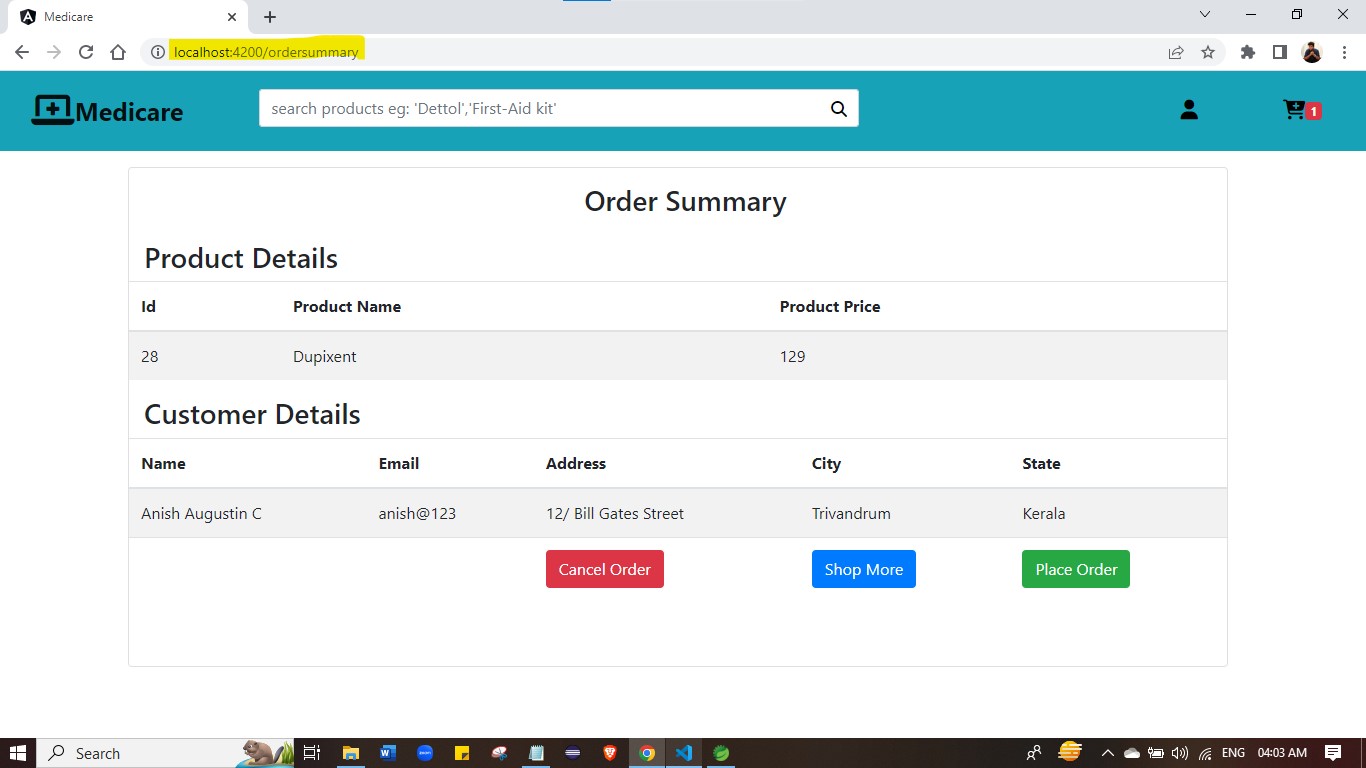 Medicare
localhost:4200/ordersummary
Medicare
search products eg: 'Dettol','First-Aid kit'
1
Order Summary
Product Details
Id Product Name Product Price
28 Dupixent 129
Customer Details
Name Email Address City State
Anish Augustin C anish@123 12/ Bill Gates Street Trivandrum Kerala
Cancel Order Shop More Place Order
Search
ENG 04:03 AM